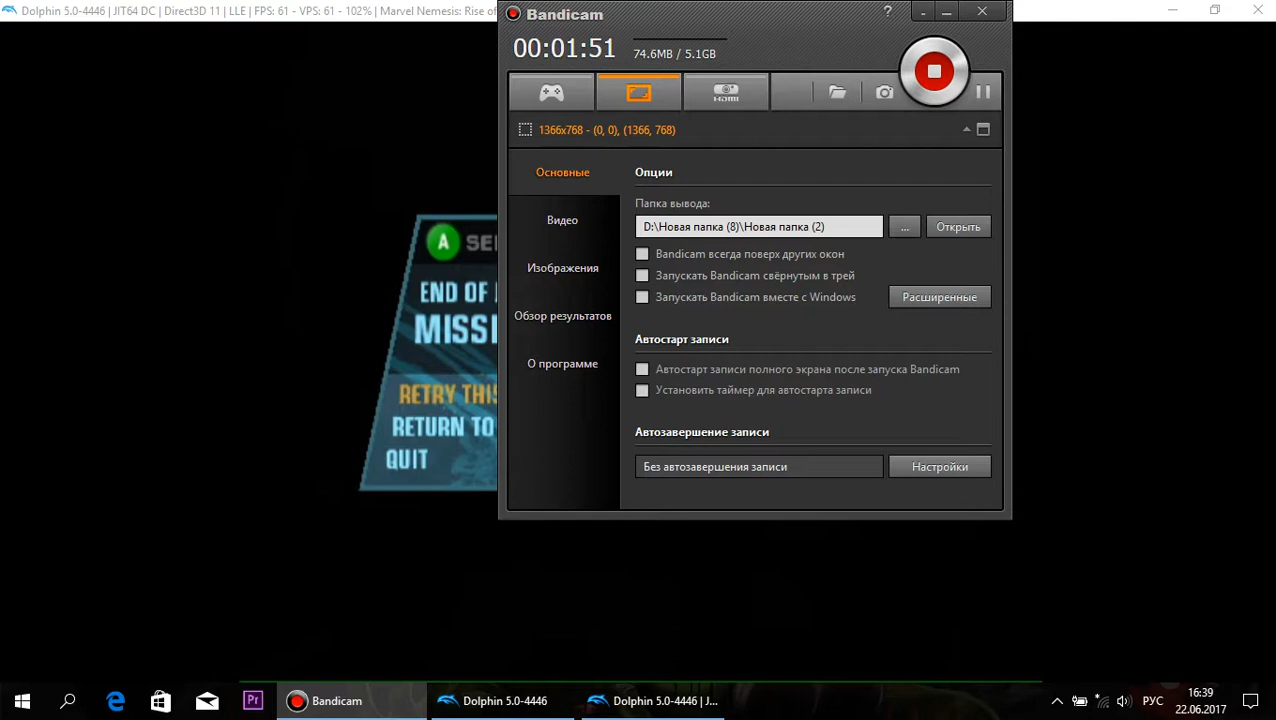 Dolphin 5.0-4446 | JIT64 DC | Direct3D 11 | LLE | FPS: 61 - VPS: 61 - 102% | Marvel Nemesis: Rise of
Bandicam
?
00:01:51
74.6MB / 5.1GB
HDMI
1366x768 - (0, 0), (1366, 768)
Основные
Видео
Изображения
Обзор результатов
О программе
Опции
Папка вывода:
D:\Новая папка (8)\Новая папка (2)
...
Открыть
Bandicam всегда поверх других окон
Запускать Bandicam свёрнутым в трей
Запускать Bandicam вместе с Windows
Расширенные
Автостарт записи
Автостарт записи полного экрана после запуска Bandicam
Установить таймер для автостарта записи
Автозавершение записи
Без автозавершения записи
Настройки
A
END OF
RETRY THIS
RETURN TO
QUIT
Pr
Bandicam
Dolphin 5.0-4446
Dolphin 5.0-4446 | J...
РУС
16:39
22.06.2017